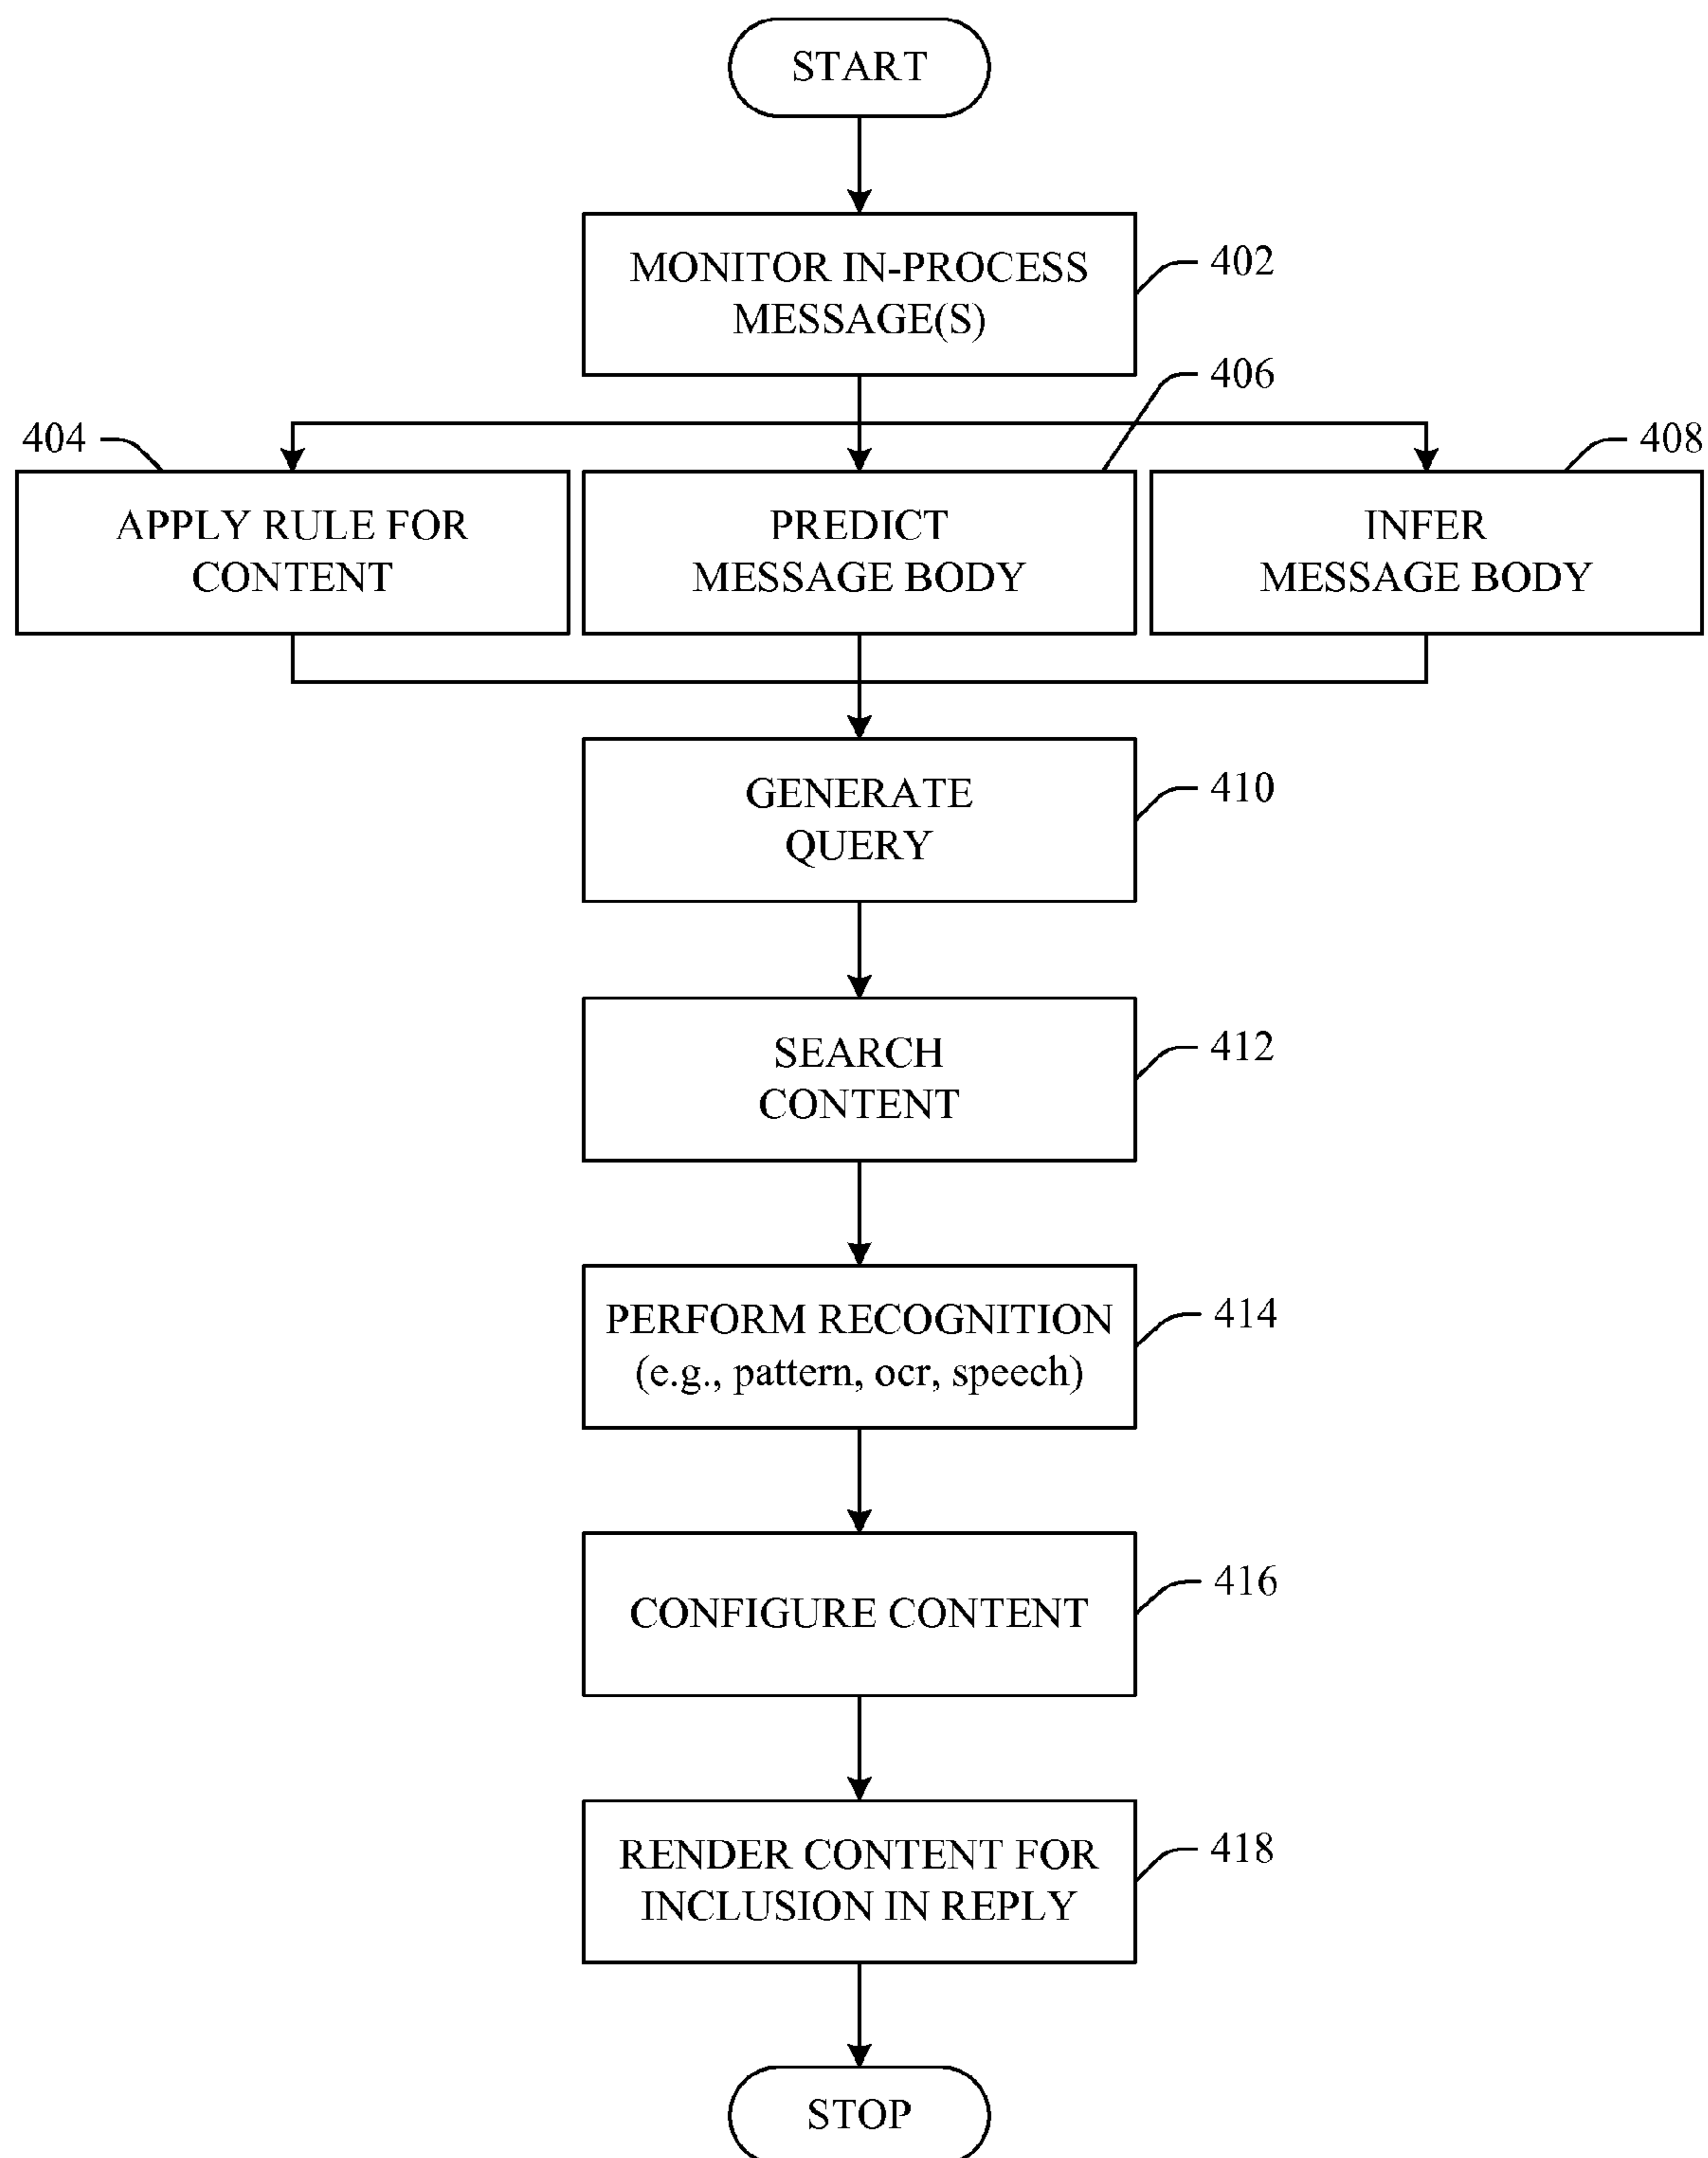 START
MONITOR IN-PROCESS
MESSAGE(S)
402
406
404
408
APPLY RULE FOR
CONTENT
PREDICT
MESSAGE BODY
INFER
MESSAGE BODY
GENERATE
QUERY
410
SEARCH
CONTENT
412
PERFORM RECOGNITION
(e.g., pattern, ocr, speech)
414
CONFIGURE CONTENT
416
RENDER CONTENT FOR
INCLUSION IN REPLY
418
STOP